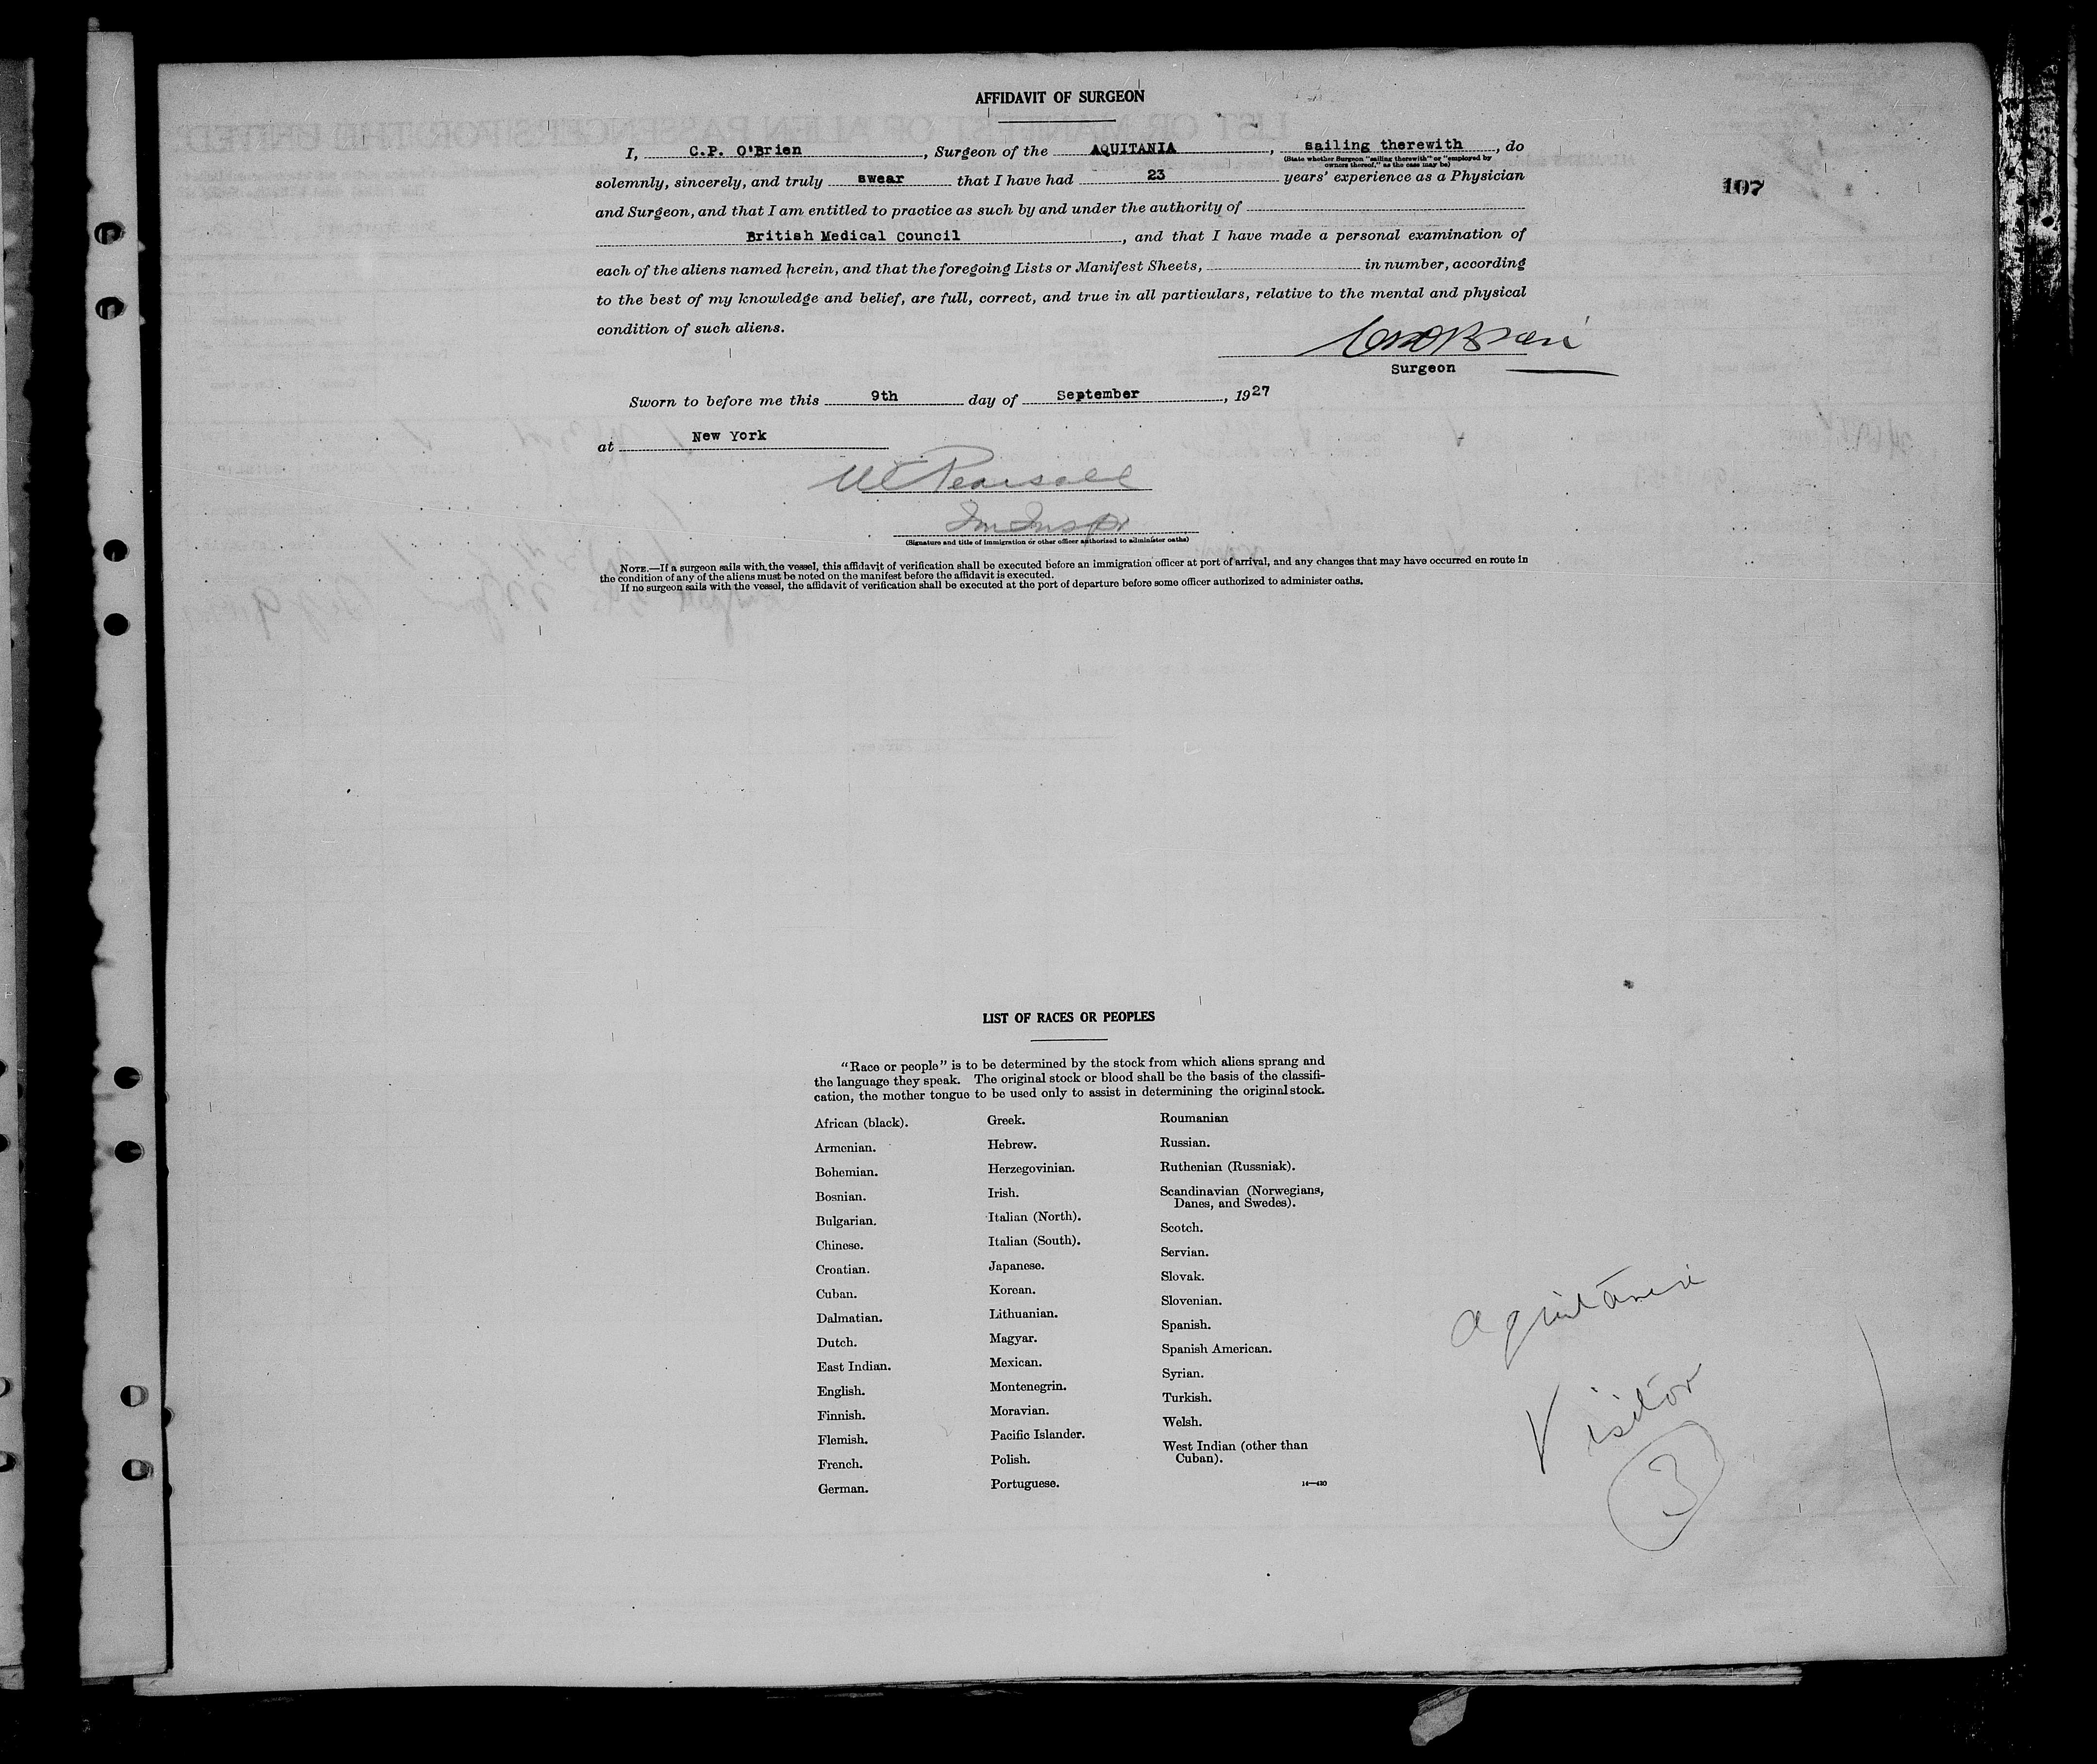 AFFIDAVIT OF SURGEON
I, C.P. O'Brien, Surgeon of the AQUITANIA, sailing therewith, do
(State whether Surgeon "sailing therewith" or "employed by
owners thereof," as the case may be)
solemnly, sincerely, and truly swear that I have had 23 years' experience as a Physician
107
and Surgeon, and that I am entitled to practice as such by and under the authority of
British Medical Council, and that I have made a personal examination of
each of the aliens named herein, and that the foregoing Lists or Manifest Sheets, in number, according
to the best of my knowledge and belief, are full, correct, and true in all particulars, relative to the mental and physical
condition of such aliens.
Surgeon
Sworn to before me this 9th day of September, 1927
at New York
Pearsall
(Signature and title of immigration or other officer authorized to administer oaths)
NOTE.—If a surgeon sails with the vessel, this affidavit of verification shall be executed before an immigration officer at port of arrival, and any changes that may have occurred en route in
the condition of any of the aliens must be noted on the manifest before the affidavit is executed.
If no surgeon sails with the vessel, the affidavit of verification shall be executed at the port of departure before some officer authorized to administer oaths.
LIST OF RACES OR PEOPLES
"Race or people" is to be determined by the stock from which aliens sprang and
the language they speak. The original stock or blood shall be the basis of the classifi-
cation, the mother tongue to be used only to assist in determining the original stock.
African (black).
Armenian.
Bohemian.
Bosnian.
Bulgarian.
Chinese.
Croatian.
Cuban.
Dalmatian.
Dutch.
East Indian.
English.
Finnish.
Flemish.
French.
German.
Greek.
Hebrew.
Herzegovinian.
Irish.
Italian (North).
Italian (South).
Japanese.
Korean.
Lithuanian.
Magyar.
Mexican.
Montenegrin.
Moravian.
Pacific Islander.
Polish.
Portuguese.
Roumanian
Russian.
Ruthenian (Russniak).
Scandinavian (Norwegians,
Danes, and Swedes).
Scotch.
Servian.
Slovak.
Slovenian.
Spanish.
Spanish American.
Syrian.
Turkish.
Welsh.
West Indian (other than
Cuban).
Visitor
3